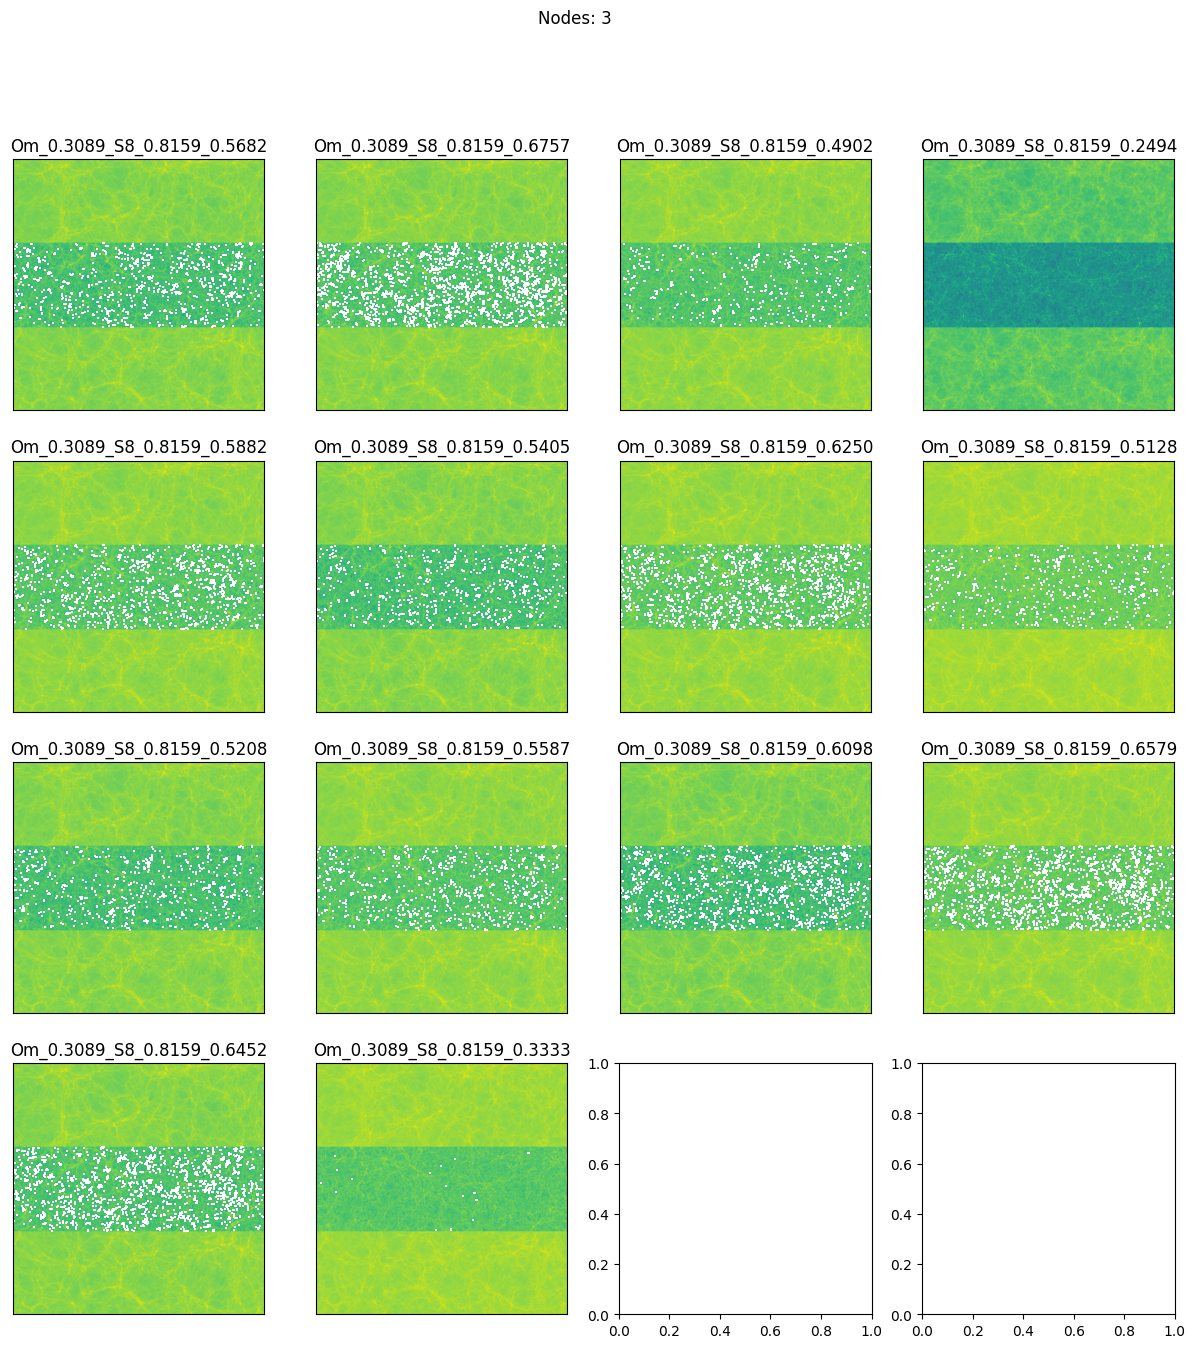 Nodes: 3
Om_0.3089_S8_0.8159_0.5682 Om_0.3089_S8_0.8159_0.6757 Om_0.3089_S8_0.8159_0.4902 Om_0.3089_S8_0.8159_0.2494
Om_0.3089_S8_0.8159_0.5882 Om_0.3089_S8_0.8159_0.5405 Om_0.3089_S8_0.8159_0.6250 Om_0.3089_S8_0.8159_0.5128
Om_0.3089_S8_0.8159_0.5208 Om_0.3089_S8_0.8159_0.5587 Om_0.3089_S8_0.8159_0.6098 Om_0.3089_S8_0.8159_0.6579
Om_0.3089_S8_0.8159_0.6452 Om_0.3089_S8_0.8159_0.3333
1.0 1.0
0.8 0.8
0.6 0.6
0.4 0.4
0.2 0.2
0.0 0.0
0.0 0.2 0.4 0.6 0.8 1.0 0.0 0.2 0.4 0.6 0.8 1.0